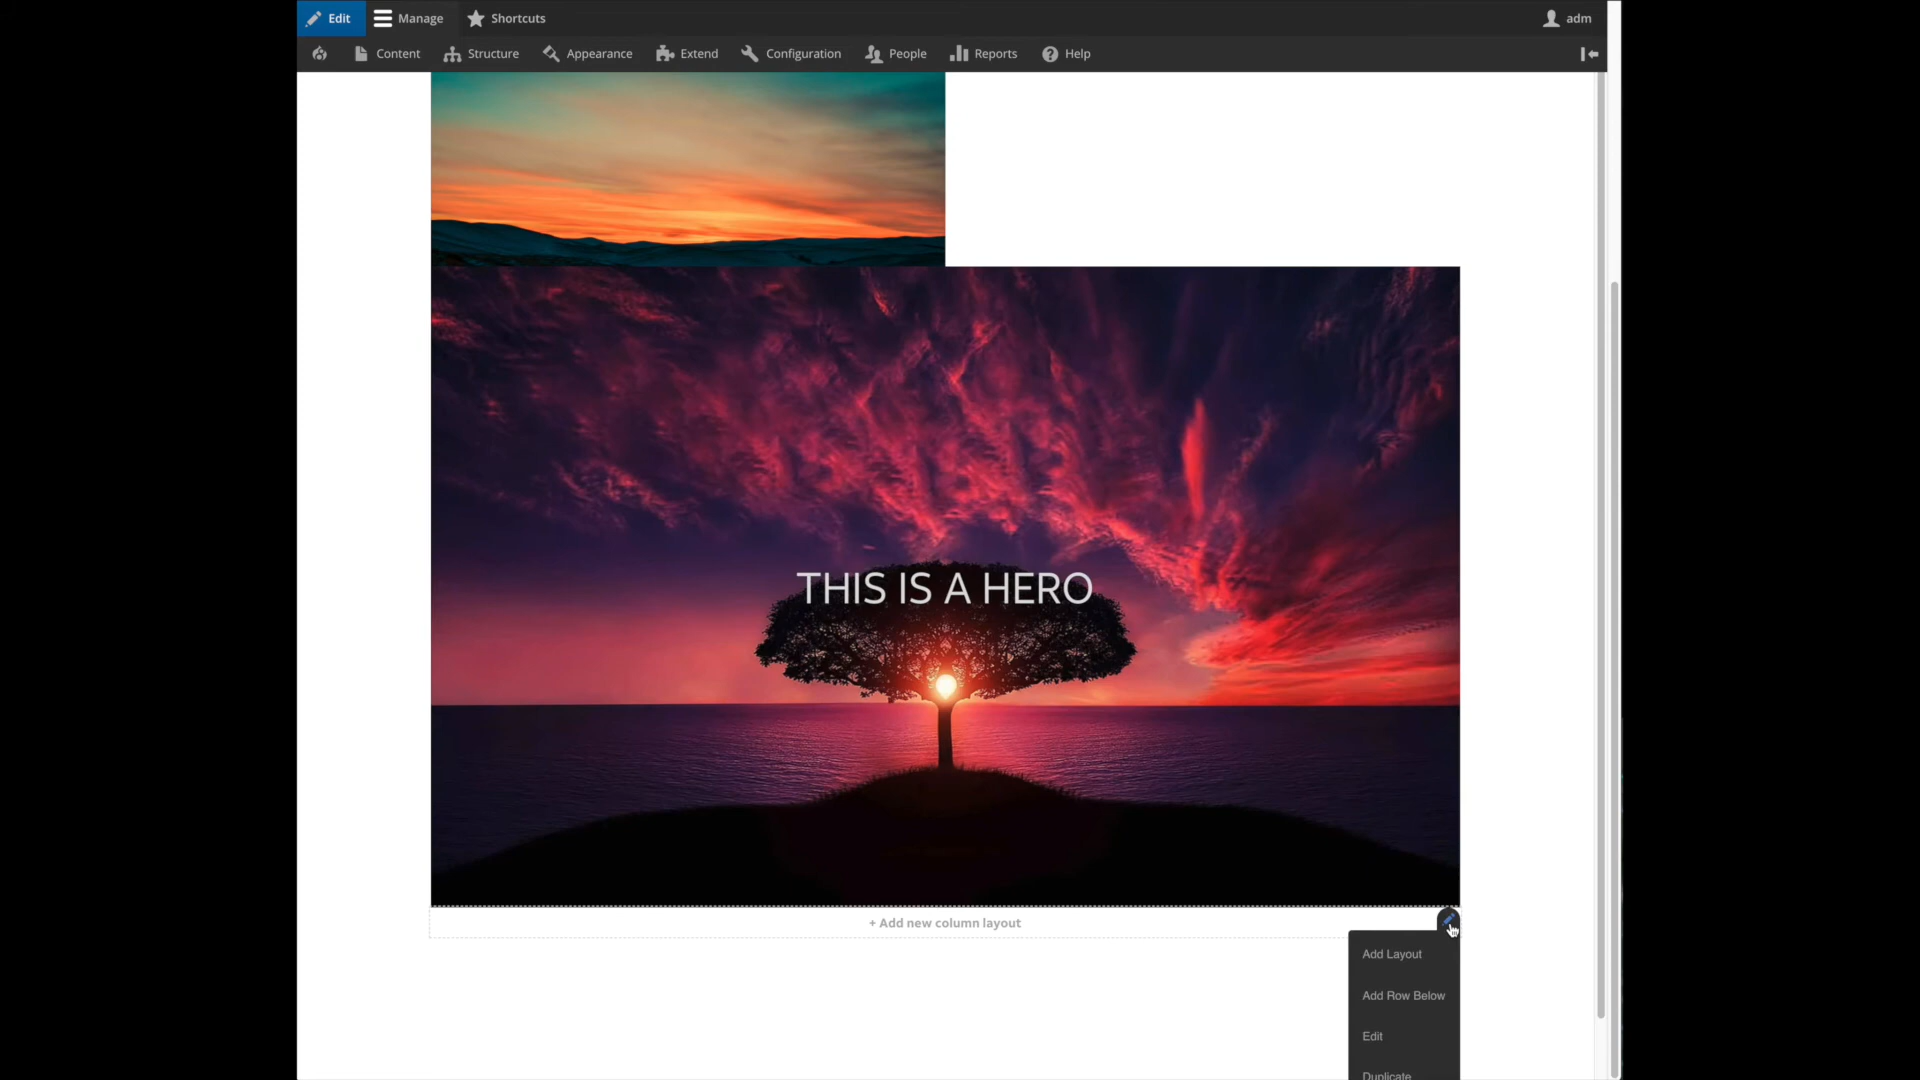 Edit Manage Shortcuts adm
Content Structure Appearance Extend Configuration People Reports Help
THIS IS A HERO
+ Add new column layout
Add Layout
Add Row Below
Edit
Duplicate